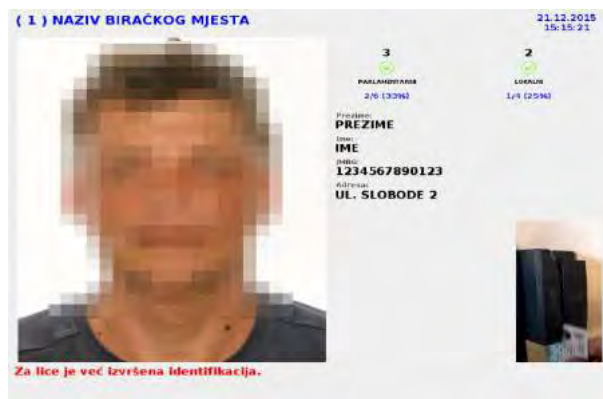 ( 1 ) NAZIV BIRAČKOG MJESTA
21.12.2015
15:15:21
3
PARLAMENTARNI
2/6 (33%)
2
LOKALNI
1/4 (25%)
Prezime:
PREZIME
Ime:
IME
JMBG:
1234567890123
Adresa:
UL. SLOBODE 2
Za lice je već izvršena identifikacija.